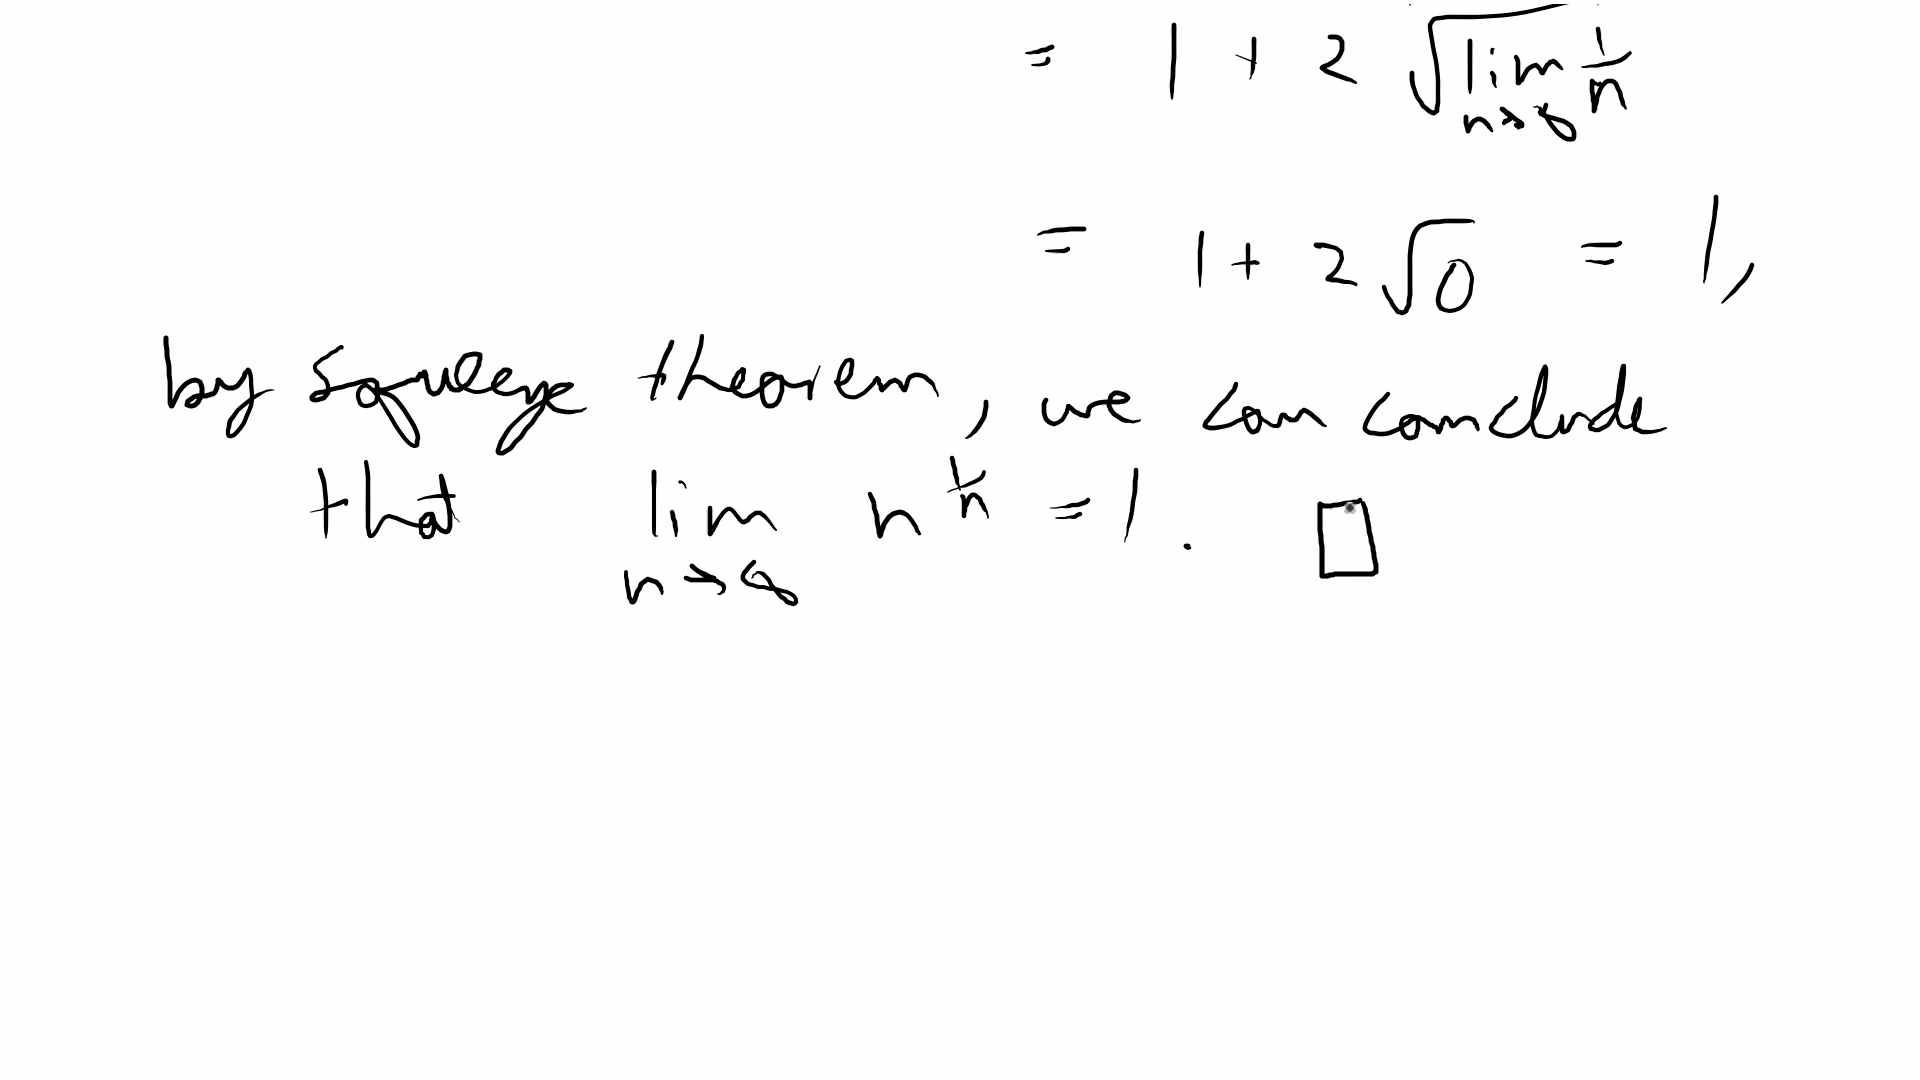 = 1 + 2 √(lim_{n→∞} 1/n)
= 1 + 2 √0 = 1,
by squeeze theorem, we can conclude
that lim_{n→∞} n^{1/n} = 1. □